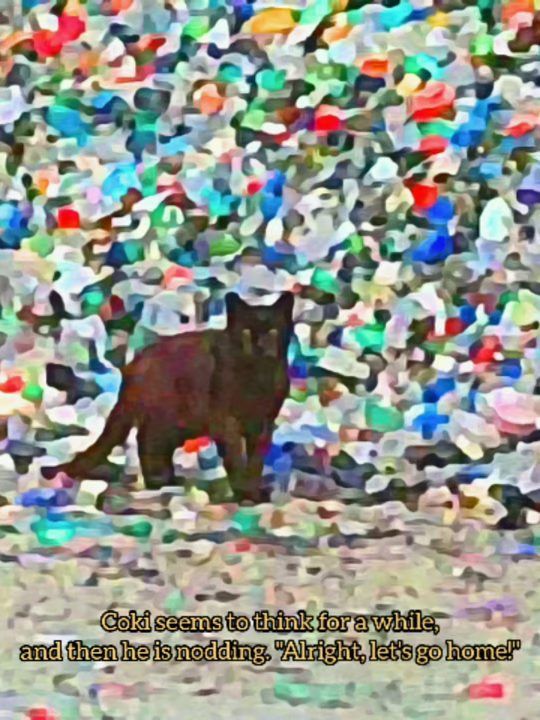 Coki seems to think for a while,
and then he is nodding. "Alright, let's go home!"